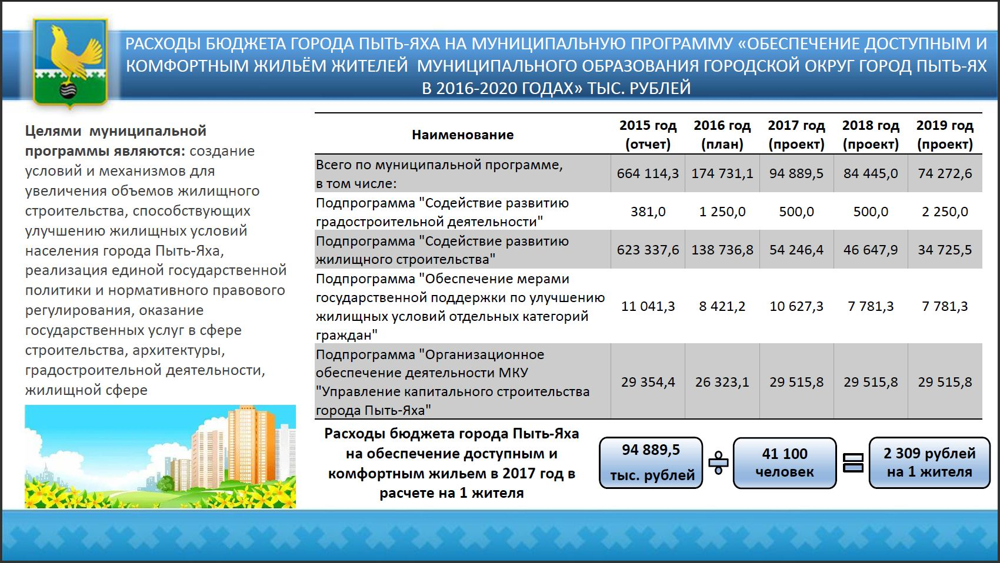 РАСХОДЫ БЮДЖЕТА ГОРОДА ПЫТЬ-ЯХА НА МУНИЦИПАЛЬНУЮ ПРОГРАММУ «ОБЕСПЕЧЕНИЕ ДОСТУПНЫМ И
КОМФОРТНЫМ ЖИЛЬЁМ ЖИТЕЛЕЙ МУНИЦИПАЛЬНОГО ОБРАЗОВАНИЯ ГОРОДСКОЙ ОКРУГ ГОРОД ПЫТЬ-ЯХ
В 2016-2020 ГОДАХ» ТЫС. РУБЛЕЙ
Целями муниципальной
программы являются: создание
условий и механизмов для
увеличения объемов жилищного
строительства, способствующих
улучшению жилищных условий
населения города Пыть-Яха,
реализация единой государственной
политики и нормативного правового
регулирования, оказание
государственных услуг в сфере
строительства, архитектуры,
градостроительной деятельности,
жилищной сфере
Наименование
2015 год
(отчет)
2016 год
(план)
2017 год
(проект)
2018 год
(проект)
2019 год
(проект)
Всего по муниципальной программе,
в том числе:
664 114,3 174 731,1 94 889,5 84 445,0 74 272,6
Подпрограмма "Содействие развитию
градостроительной деятельности"
381,0 1 250,0 500,0 500,0 2 250,0
Подпрограмма "Содействие развитию
жилищного строительства"
623 337,6 138 736,8 54 246,4 46 647,9 34 725,5
Подпрограмма "Обеспечение мерами
государственной поддержки по улучшению
жилищных условий отдельных категорий
граждан"
11 041,3 8 421,2 10 627,3 7 781,3 7 781,3
Подпрограмма "Организационное
обеспечение деятельности МКУ
"Управление капитального строительства
города Пыть-Яха"
29 354,4 26 323,1 29 515,8 29 515,8 29 515,8
Расходы бюджета города Пыть-Яха
на обеспечение доступным и
комфортным жильем в 2017 год в
расчете на 1 жителя
94 889,5
тыс. рублей
÷
41 100
человек
=
2 309 рублей
на 1 жителя